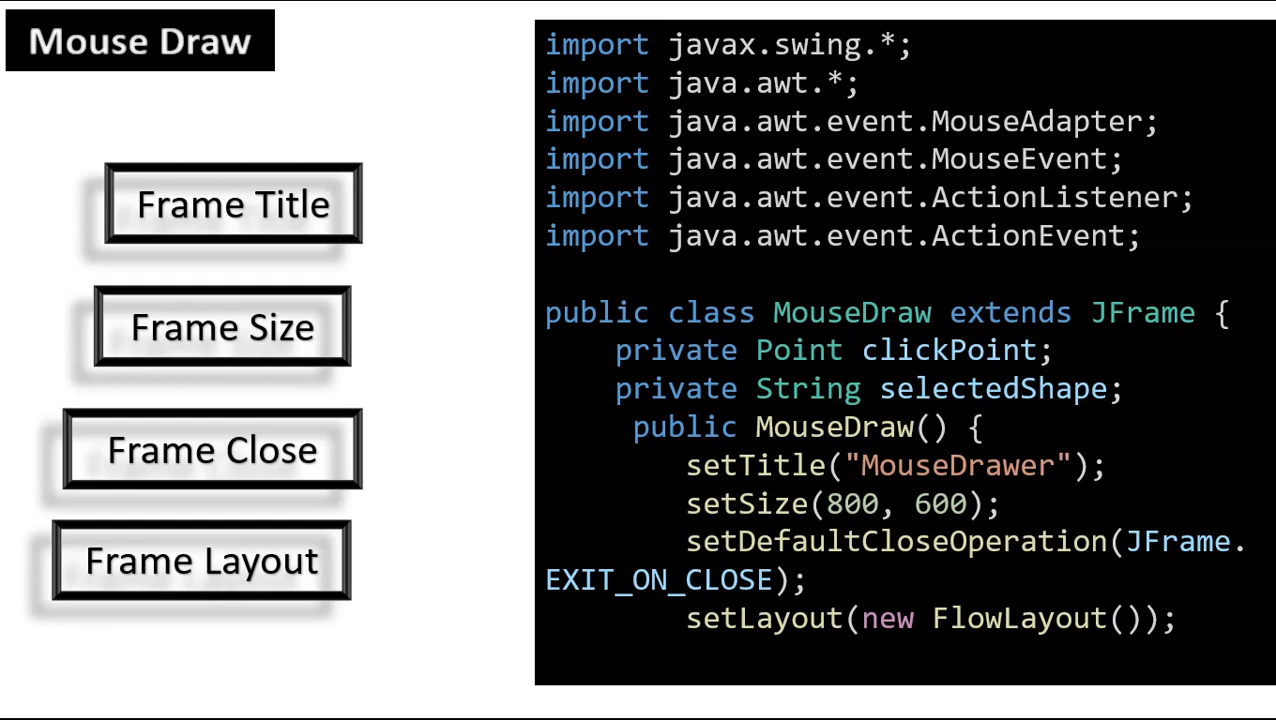 Mouse Draw
Frame Title
Frame Size
Frame Close
Frame Layout
import javax.swing.*;
import java.awt.*;
import java.awt.event.MouseAdapter;
import java.awt.event.MouseEvent;
import java.awt.event.ActionListener;
import java.awt.event.ActionEvent;

public class MouseDraw extends JFrame {
    private Point clickPoint;
    private String selectedShape;
     public MouseDraw() {
        setTitle("MouseDrawer");
        setSize(800, 600);
        setDefaultCloseOperation(JFrame.
EXIT_ON_CLOSE);
        setLayout(new FlowLayout());